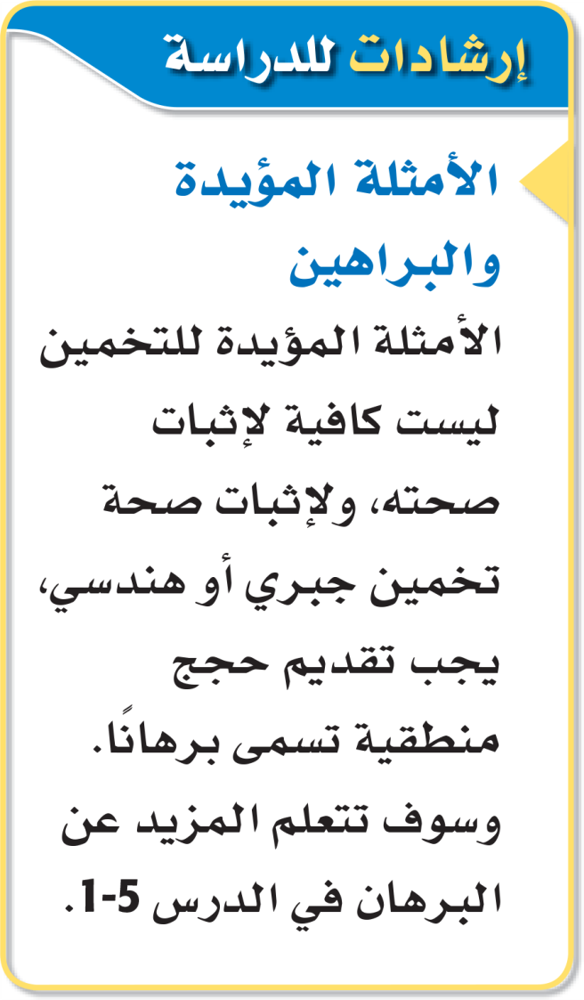 إرشادات للدراسة
الأمثلة المؤيدة
والبراهين
الأمثلة المؤيدة للتخمين
ليست كافية لإثبات
صحته، ولإثبات صحة
تخمين جبري أو هندسي،
يجب تقديم حجج
منطقية تسمى برهانًا.
وسوف تتعلم المزيد عن
البرهان في الدرس 5-1.